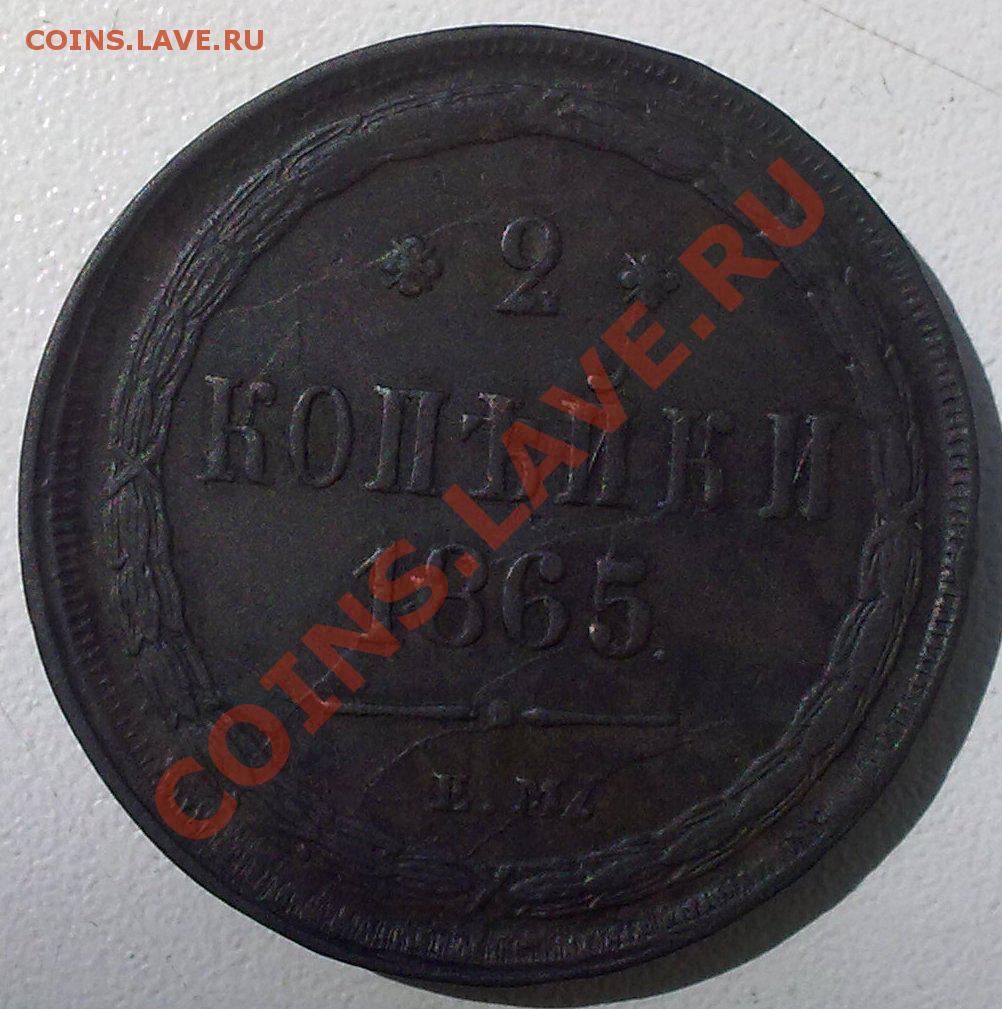 COINS.LAVE.RU
* 2 *
КОПѢЙКИ
1865.
Е.М.
COINS.LAVE.RU